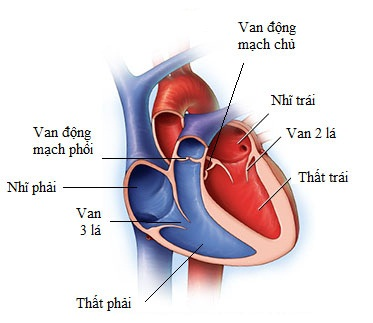 Van động
mạch chủ
Nhĩ trái
Van động
mạch phổi
Van 2 lá
Thất trái
Nhĩ phải
Van
3 lá
Thất phải